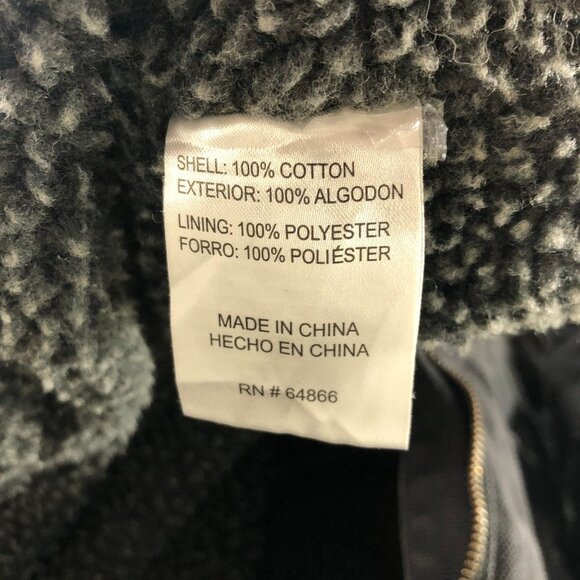 SHELL: 100% COTTON
EXTERIOR: 100% ALGODON
LINING: 100% POLYESTER
FORRO: 100% POLIÉSTER
MADE IN CHINA
HECHO EN CHINA
RN # 64866